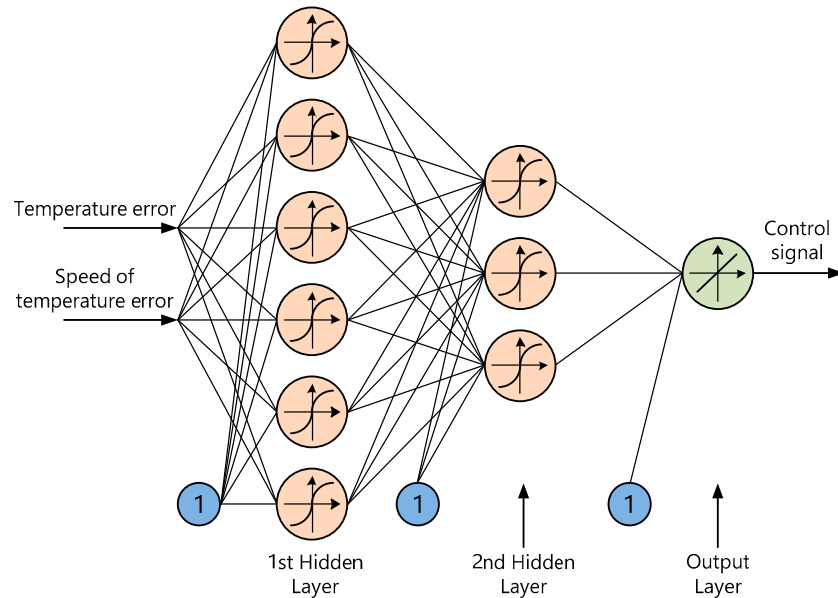 Temperature error
Speed of
temperature error
Control
signal
1
1
1
1st Hidden
Layer
2nd Hidden
Layer
Output
Layer